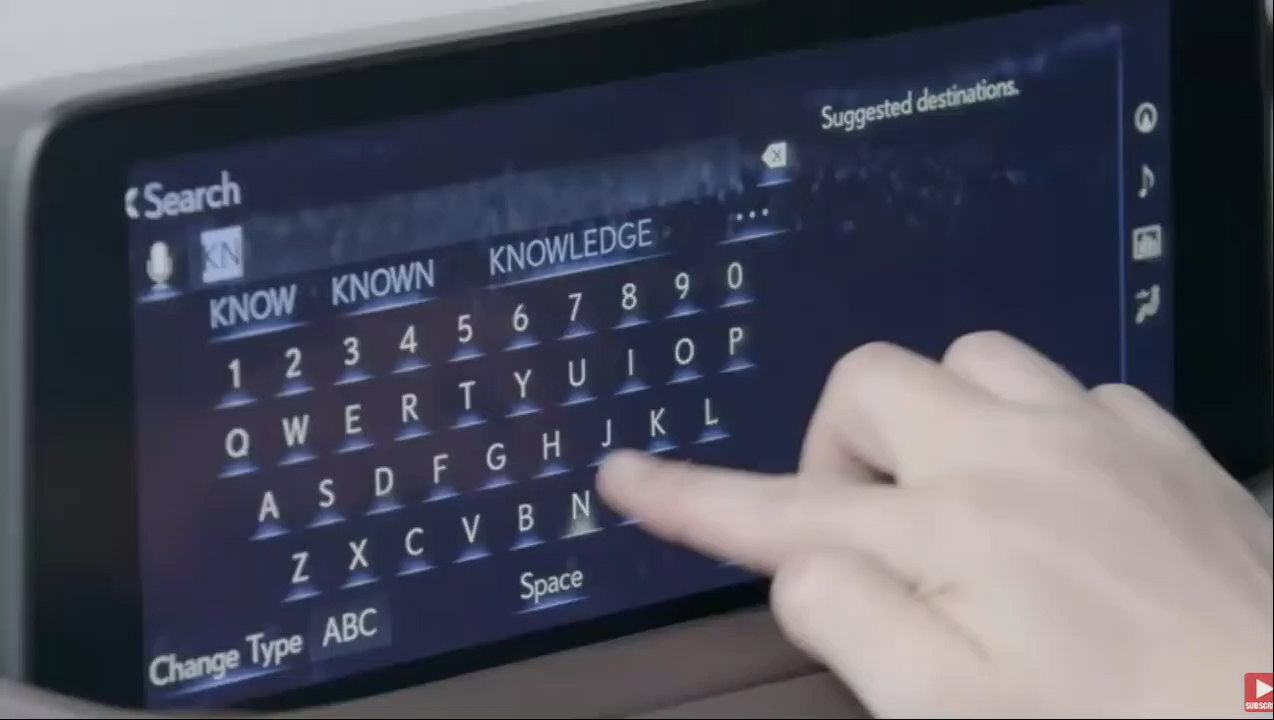 Suggested destinations.
Search
KN
KNOW KNOWN KNOWLEDGE ...
1 2 3 4 5 6 7 8 9 0
Q W E R T Y U I O P
A S D F G H J K L
Z X C V B N
Space
Change Type ABC